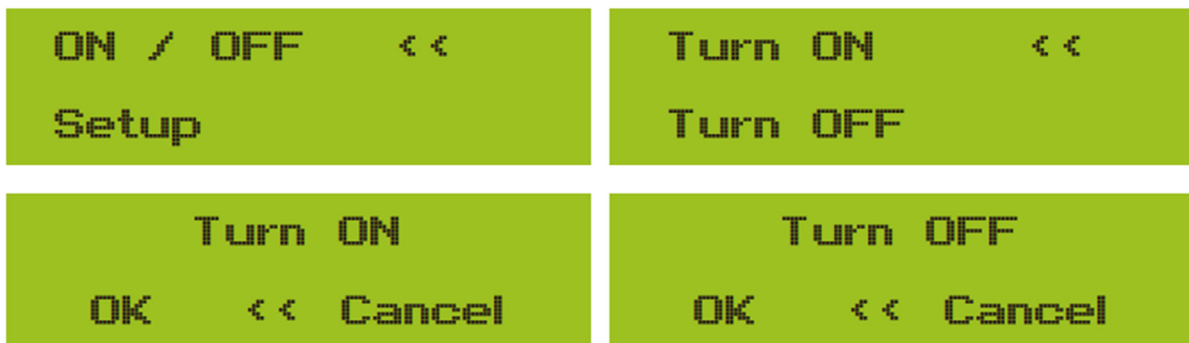 ON / OFF <<
Setup
Turn ON <<
Turn OFF
Turn ON
OK << Cancel
Turn OFF
OK << Cancel